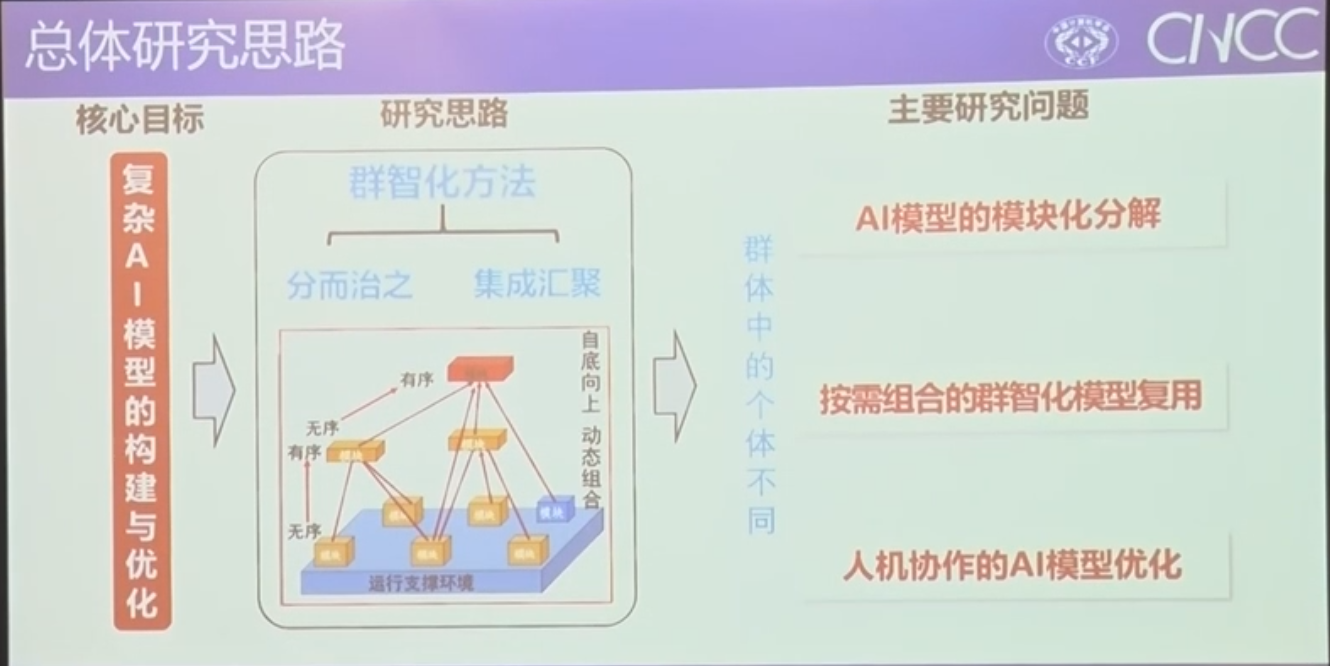 总体研究思路
CCF
CNCC
核心目标
复杂AI模型的构建与优化
研究思路
群智化方法
分而治之
集成汇聚
自底向上 动态组合
有序
无序
有序
无序
模块
模块
模块
模块
模块
模块
模块
模块
运行支撑环境
主要研究问题
群体中的个体不同
AI模型的模块化分解
按需组合的群智化模型复用
人机协作的AI模型优化